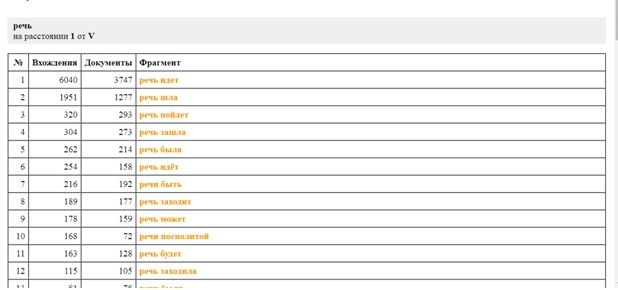 речь
на расстоянии 1 от V
№ Вхождения Документы Фрагмент
1 6040 3747 речь идет
2 1951 1277 речь шла
3 320 293 речь пойдет
4 304 273 речь зашла
5 262 214 речь была
6 254 158 речь идёт
7 216 192 речи быть
8 189 177 речь заходит
9 178 159 речь может
10 168 72 речи посполитой
11 163 128 речь будет
12 115 105 речь заходила